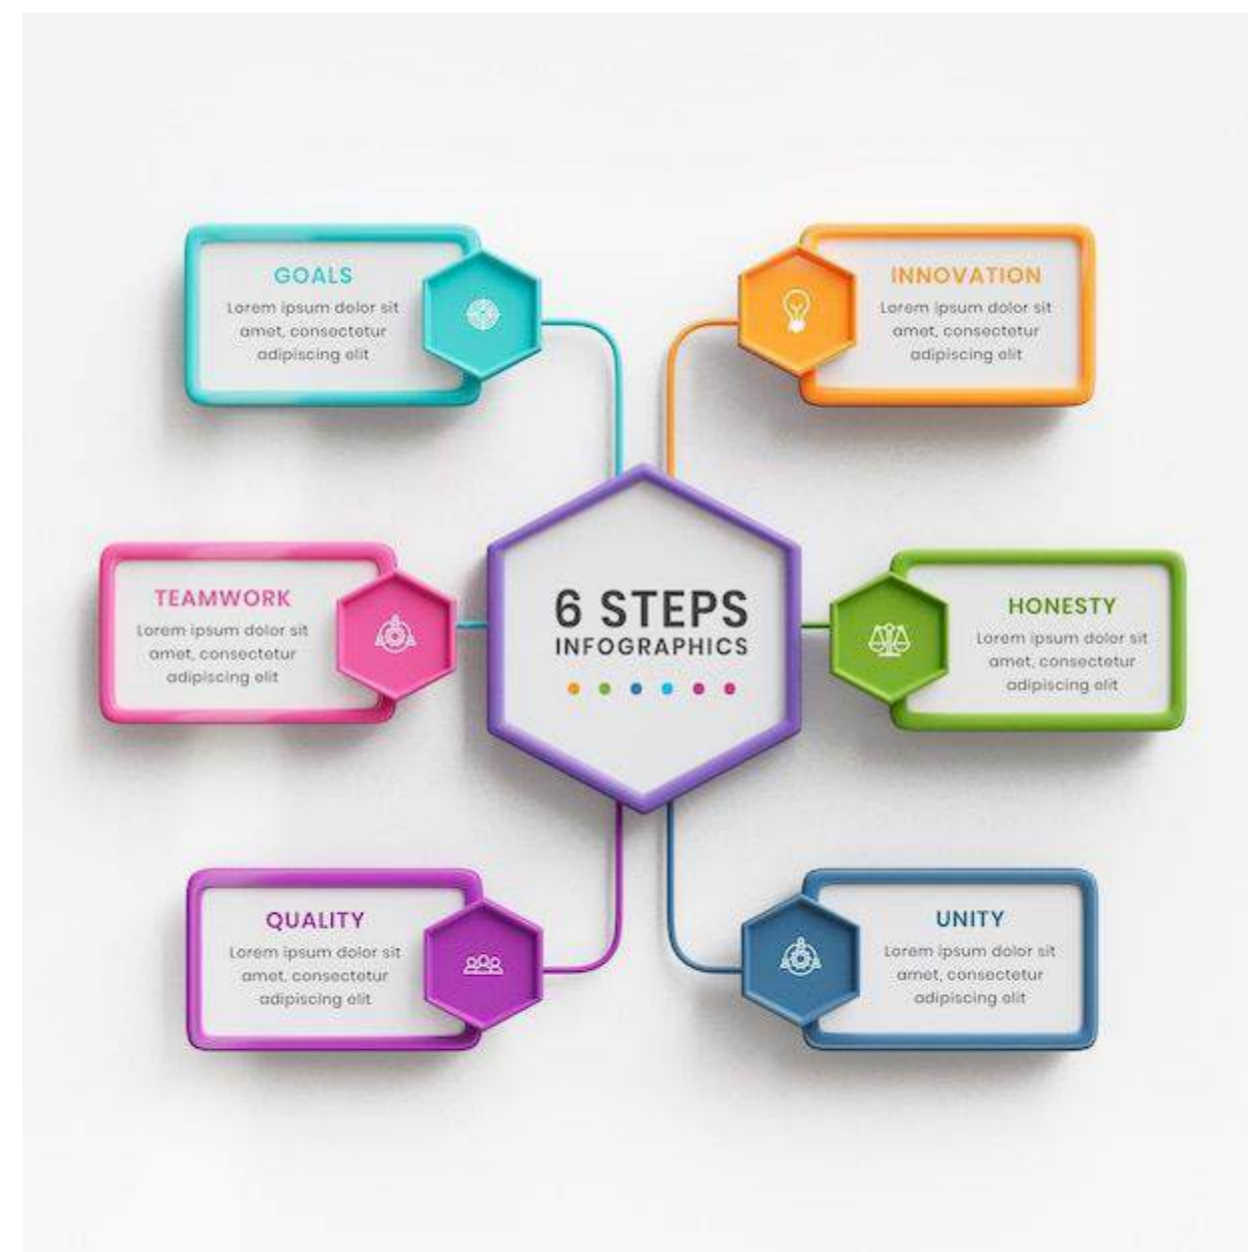 GOALS
Lorem ipsum dolor sit
amet, consectetur
adipiscing elit
INNOVATION
Lorem ipsum dolor sit
amet, consectetur
adipiscing elit
TEAMWORK
Lorem ipsum dolor sit
amet, consectetur
adipiscing elit
6 STEPS
INFOGRAPHICS
HONESTY
Lorem ipsum dolor sit
amet, consectetur
adipiscing elit
QUALITY
Lorem ipsum dolor sit
amet, consectetur
adipiscing elit
UNITY
Lorem ipsum dolor sit
amet, consectetur
adipiscing elit